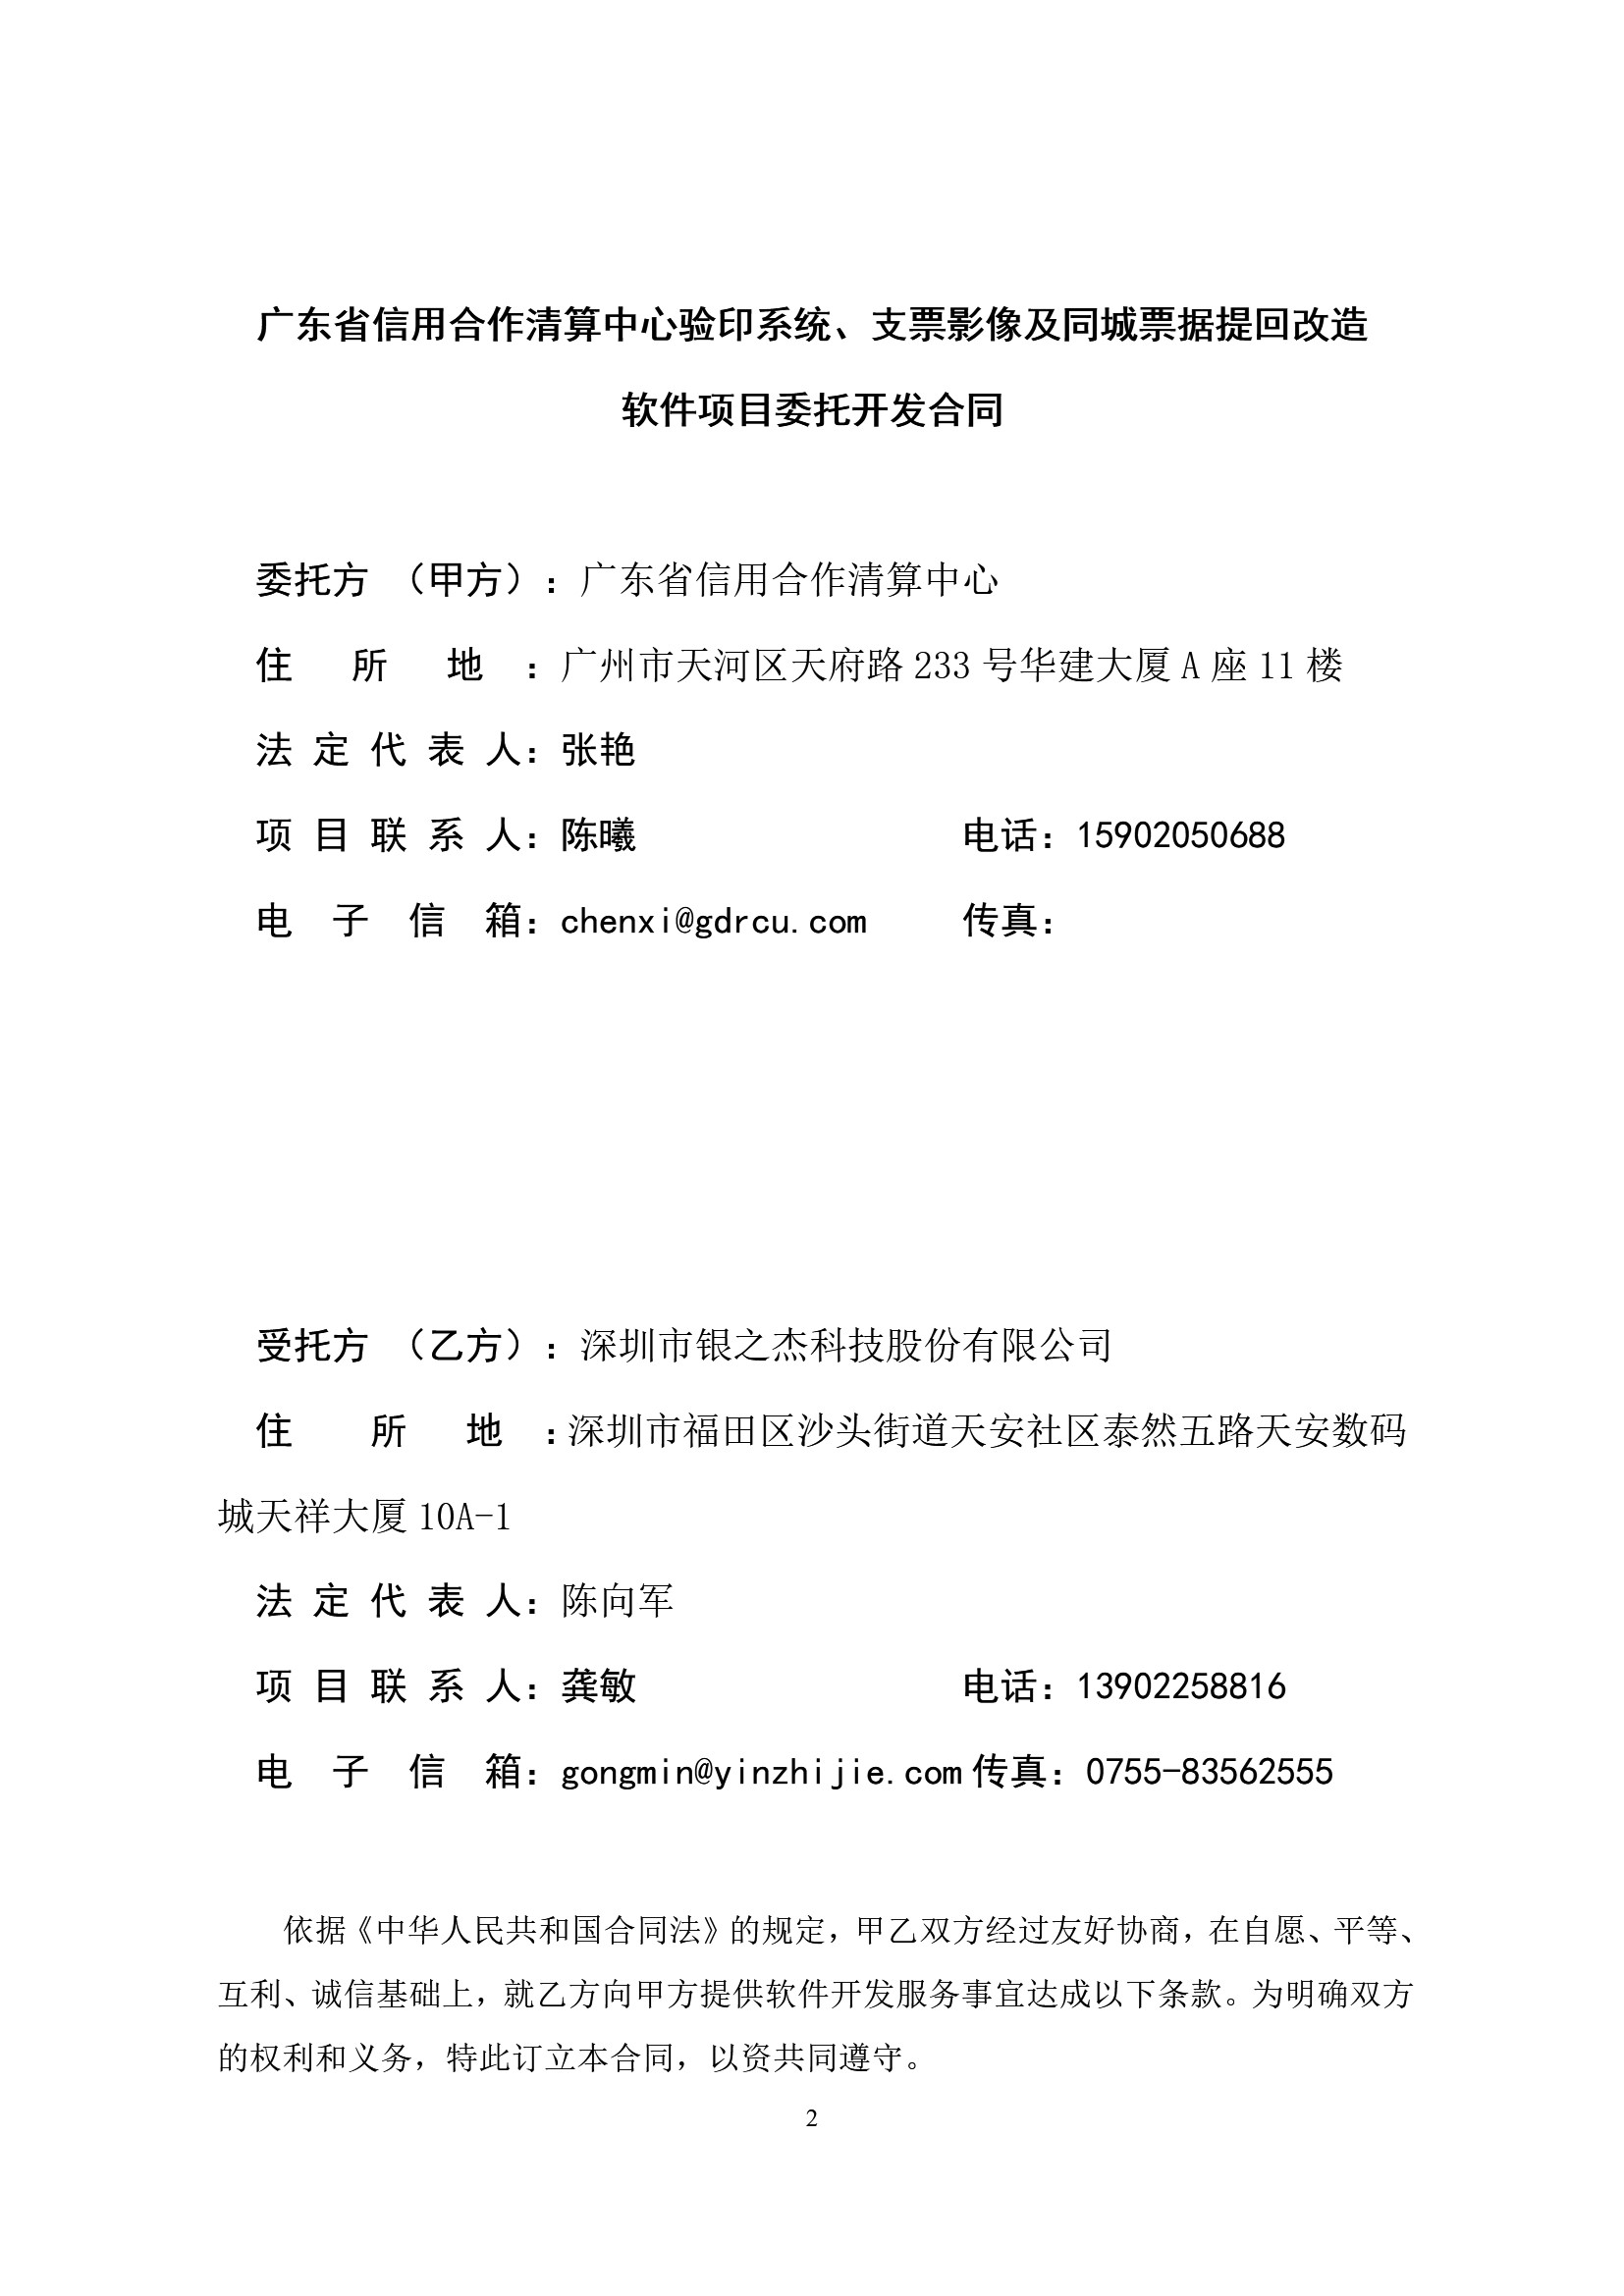 广东省信用合作清算中心验印系统、支票影像及同城票据提回改造
软件项目委托开发合同
委托方 （甲方）：广东省信用合作清算中心
住 所 地 ：广州市天河区天府路 233 号华建大厦 A 座 11 楼
法 定 代 表 人：张艳
项 目 联 系 人：陈曦 电话：15902050688
电 子 信 箱：chenxi@gdrcu.com 传真：
受托方 （乙方）：深圳市银之杰科技股份有限公司
住 所 地 ：深圳市福田区沙头街道天安社区泰然五路天安数码
城天祥大厦 10A-1
法 定 代 表 人：陈向军
项 目 联 系 人：龚敏 电话：13902258816
电 子 信 箱：gongmin@yinzhijie.com 传真：0755-83562555
依据《中华人民共和国合同法》的规定，甲乙双方经过友好协商，在自愿、平等、
互利、诚信基础上，就乙方向甲方提供软件开发服务事宜达成以下条款。为明确双方
的权利和义务，特此订立本合同，以资共同遵守。
2